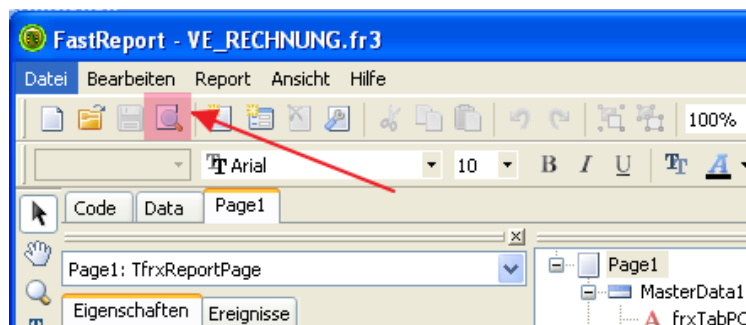 FastReport - VE_RECHNUNG.fr3
Datei Bearbeiten Report Ansicht Hilfe
100%
Arial 10 B I U
Code Data Page1
Page1: TfrxReportPage
Page1
MasterData1
Eigenschaften Ereignisse
A frxTabPC